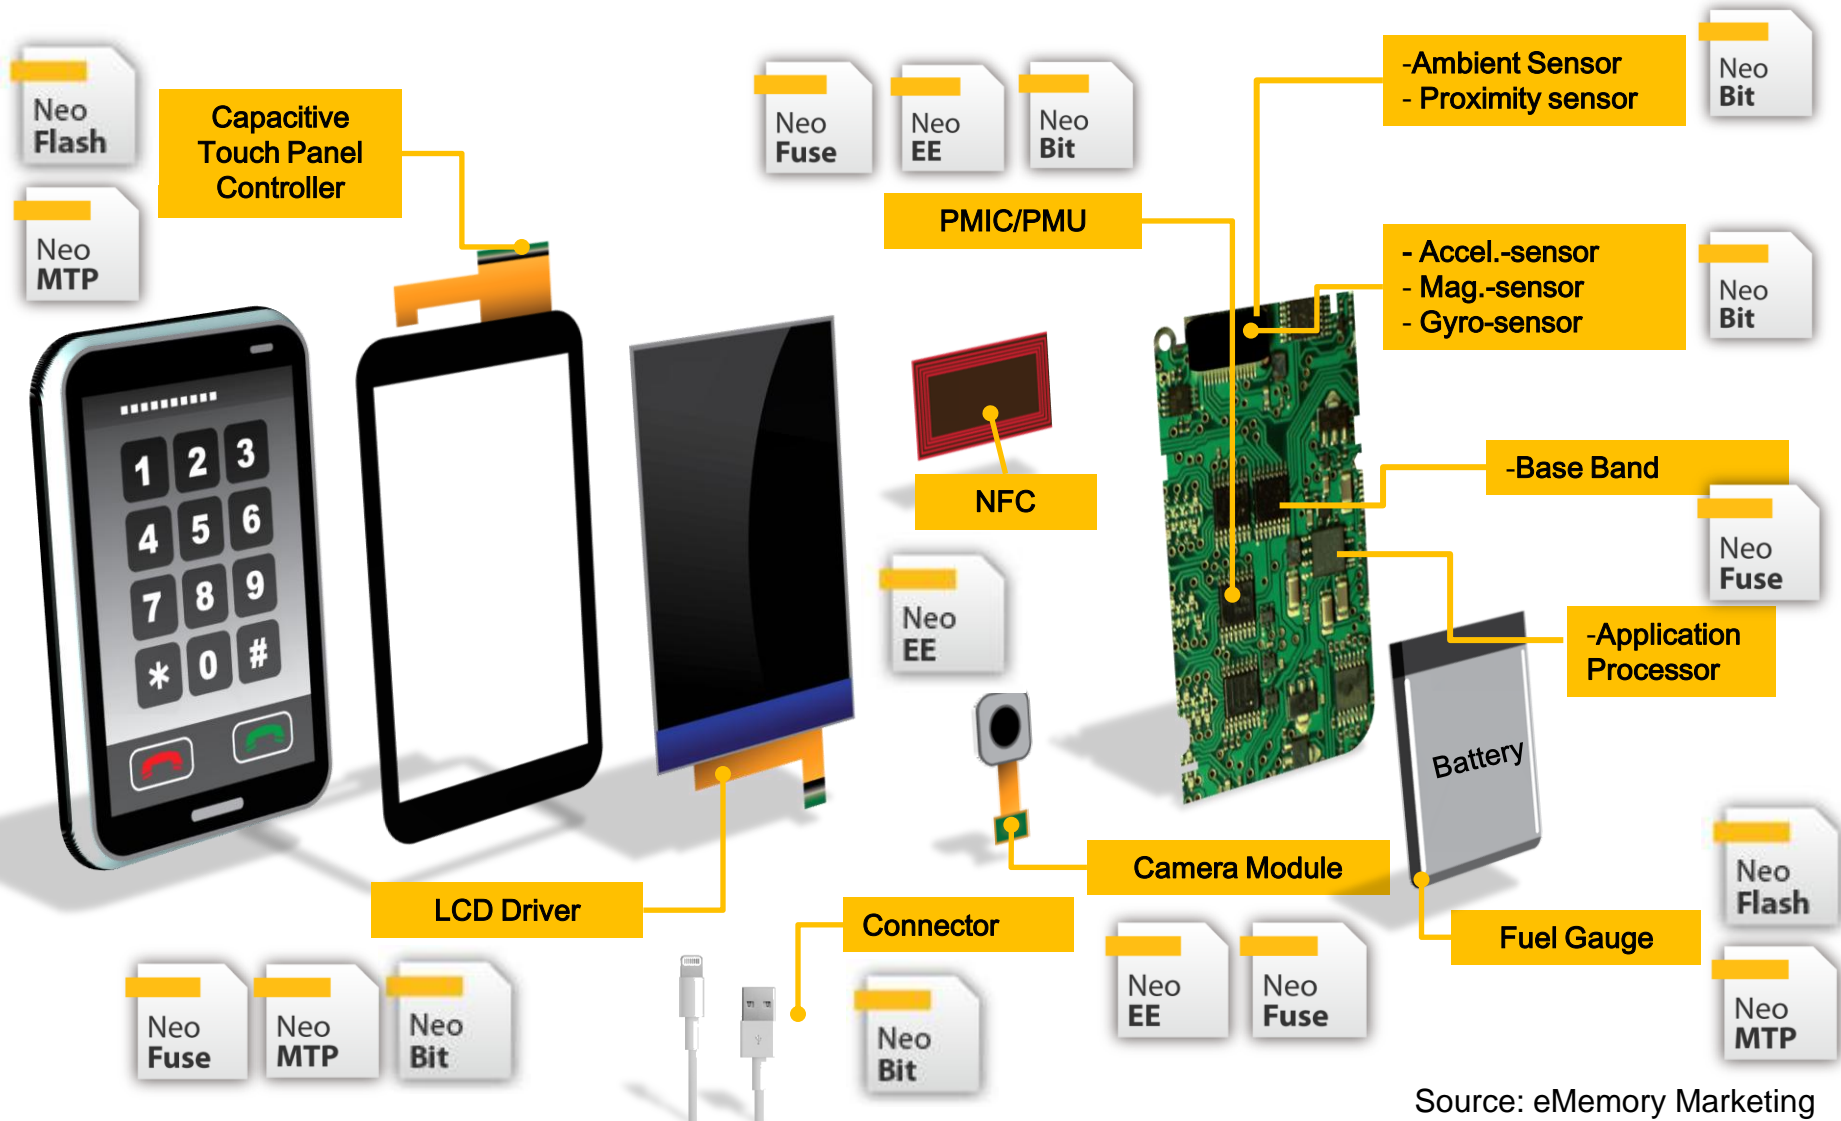 Neo
Flash
Neo
MTP
Capacitive
Touch Panel
Controller
Neo
Fuse
Neo
EE
Neo
Bit
PMIC/PMU
-Ambient Sensor
- Proximity sensor
Neo
Bit
- Accel.-sensor
- Mag.-sensor
- Gyro-sensor
Neo
Bit
1 2 3
4 5 6
7 8 9
* 0 #
NFC
Neo
EE
-Base Band
Neo
Fuse
-Application
Processor
Battery
LCD Driver
Neo
Fuse
Neo
MTP
Neo
Bit
Connector
Neo
Bit
Camera Module
Neo
EE
Neo
Fuse
Fuel Gauge
Neo
Flash
Neo
MTP
Source: eMemory Marketing